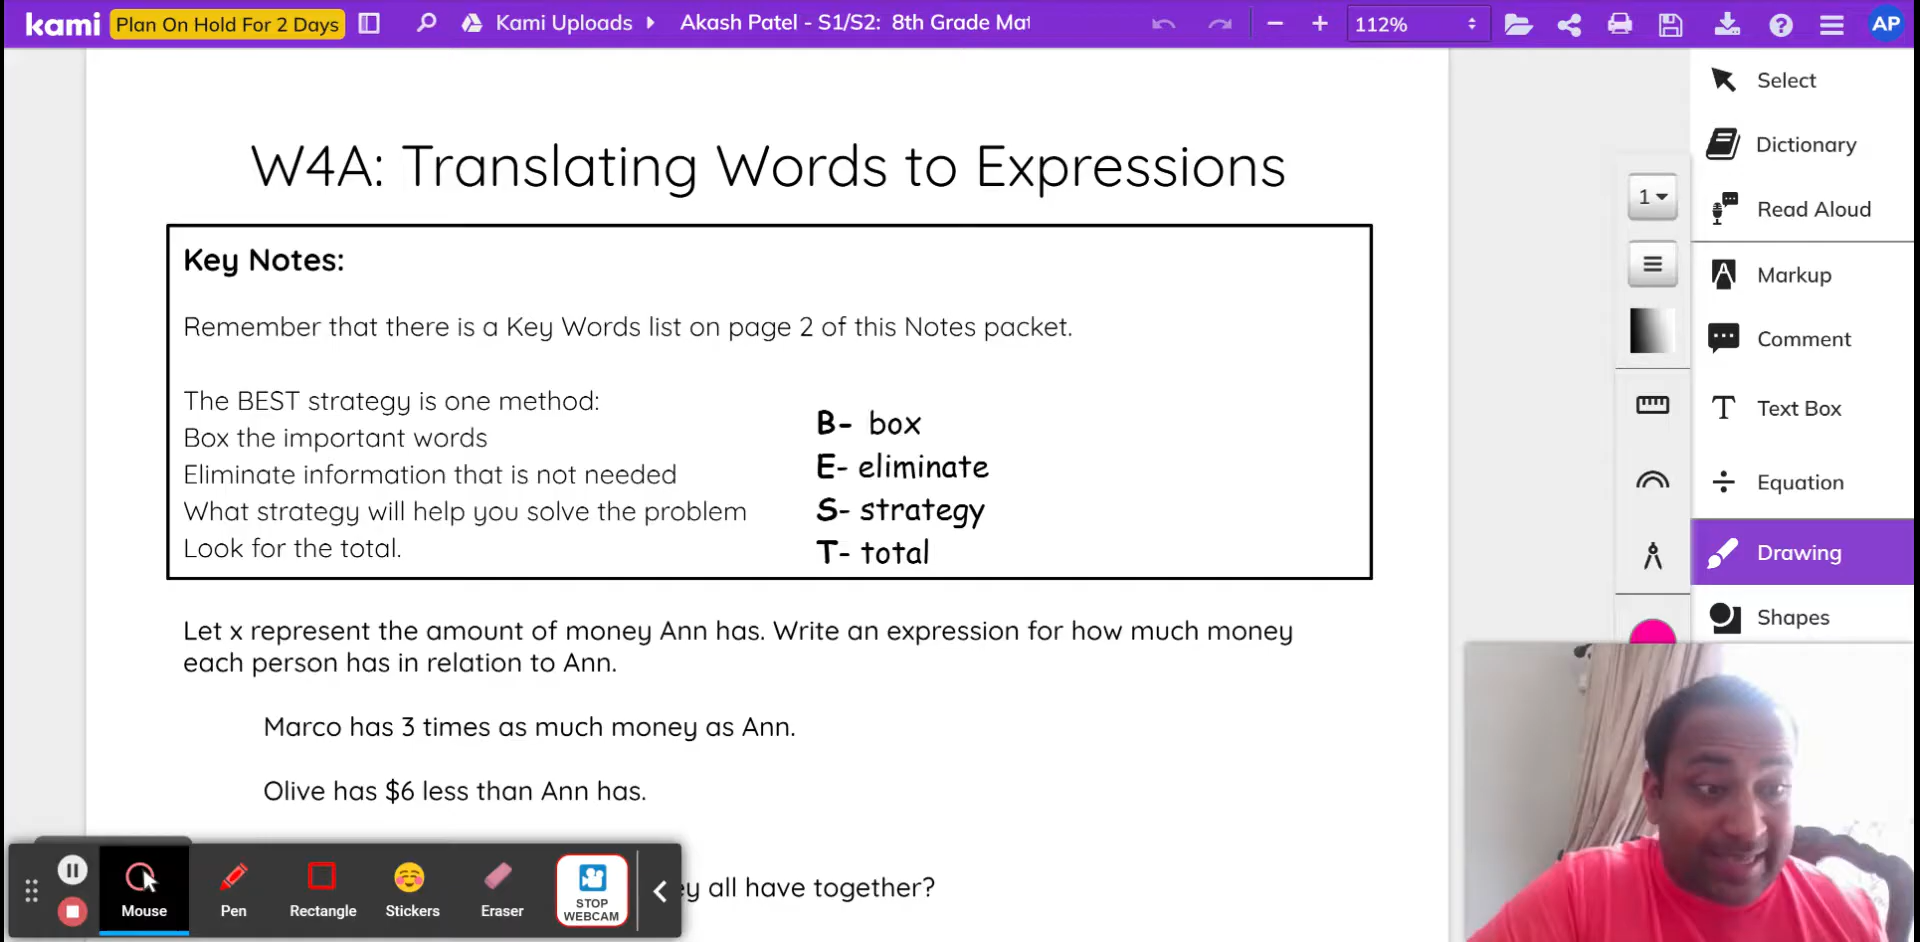 kami Plan On Hold For 2 Days Kami Uploads Akash Patel - S1/S2: 8th Grade Mat 112% AP
Select
Dictionary
Read Aloud
Markup
Comment
Text Box
Equation
Drawing
Shapes
1
W4A: Translating Words to Expressions
Key Notes:
Remember that there is a Key Words list on page 2 of this Notes packet.
The BEST strategy is one method:
Box the important words
Eliminate information that is not needed
What strategy will help you solve the problem
Look for the total.
B- box
E- eliminate
S- strategy
T- total
Let x represent the amount of money Ann has. Write an expression for how much money
each person has in relation to Ann.
Marco has 3 times as much money as Ann.
Olive has $6 less than Ann has.
all have together?
Mouse Pen Rectangle Stickers Eraser STOP
WEBCAM